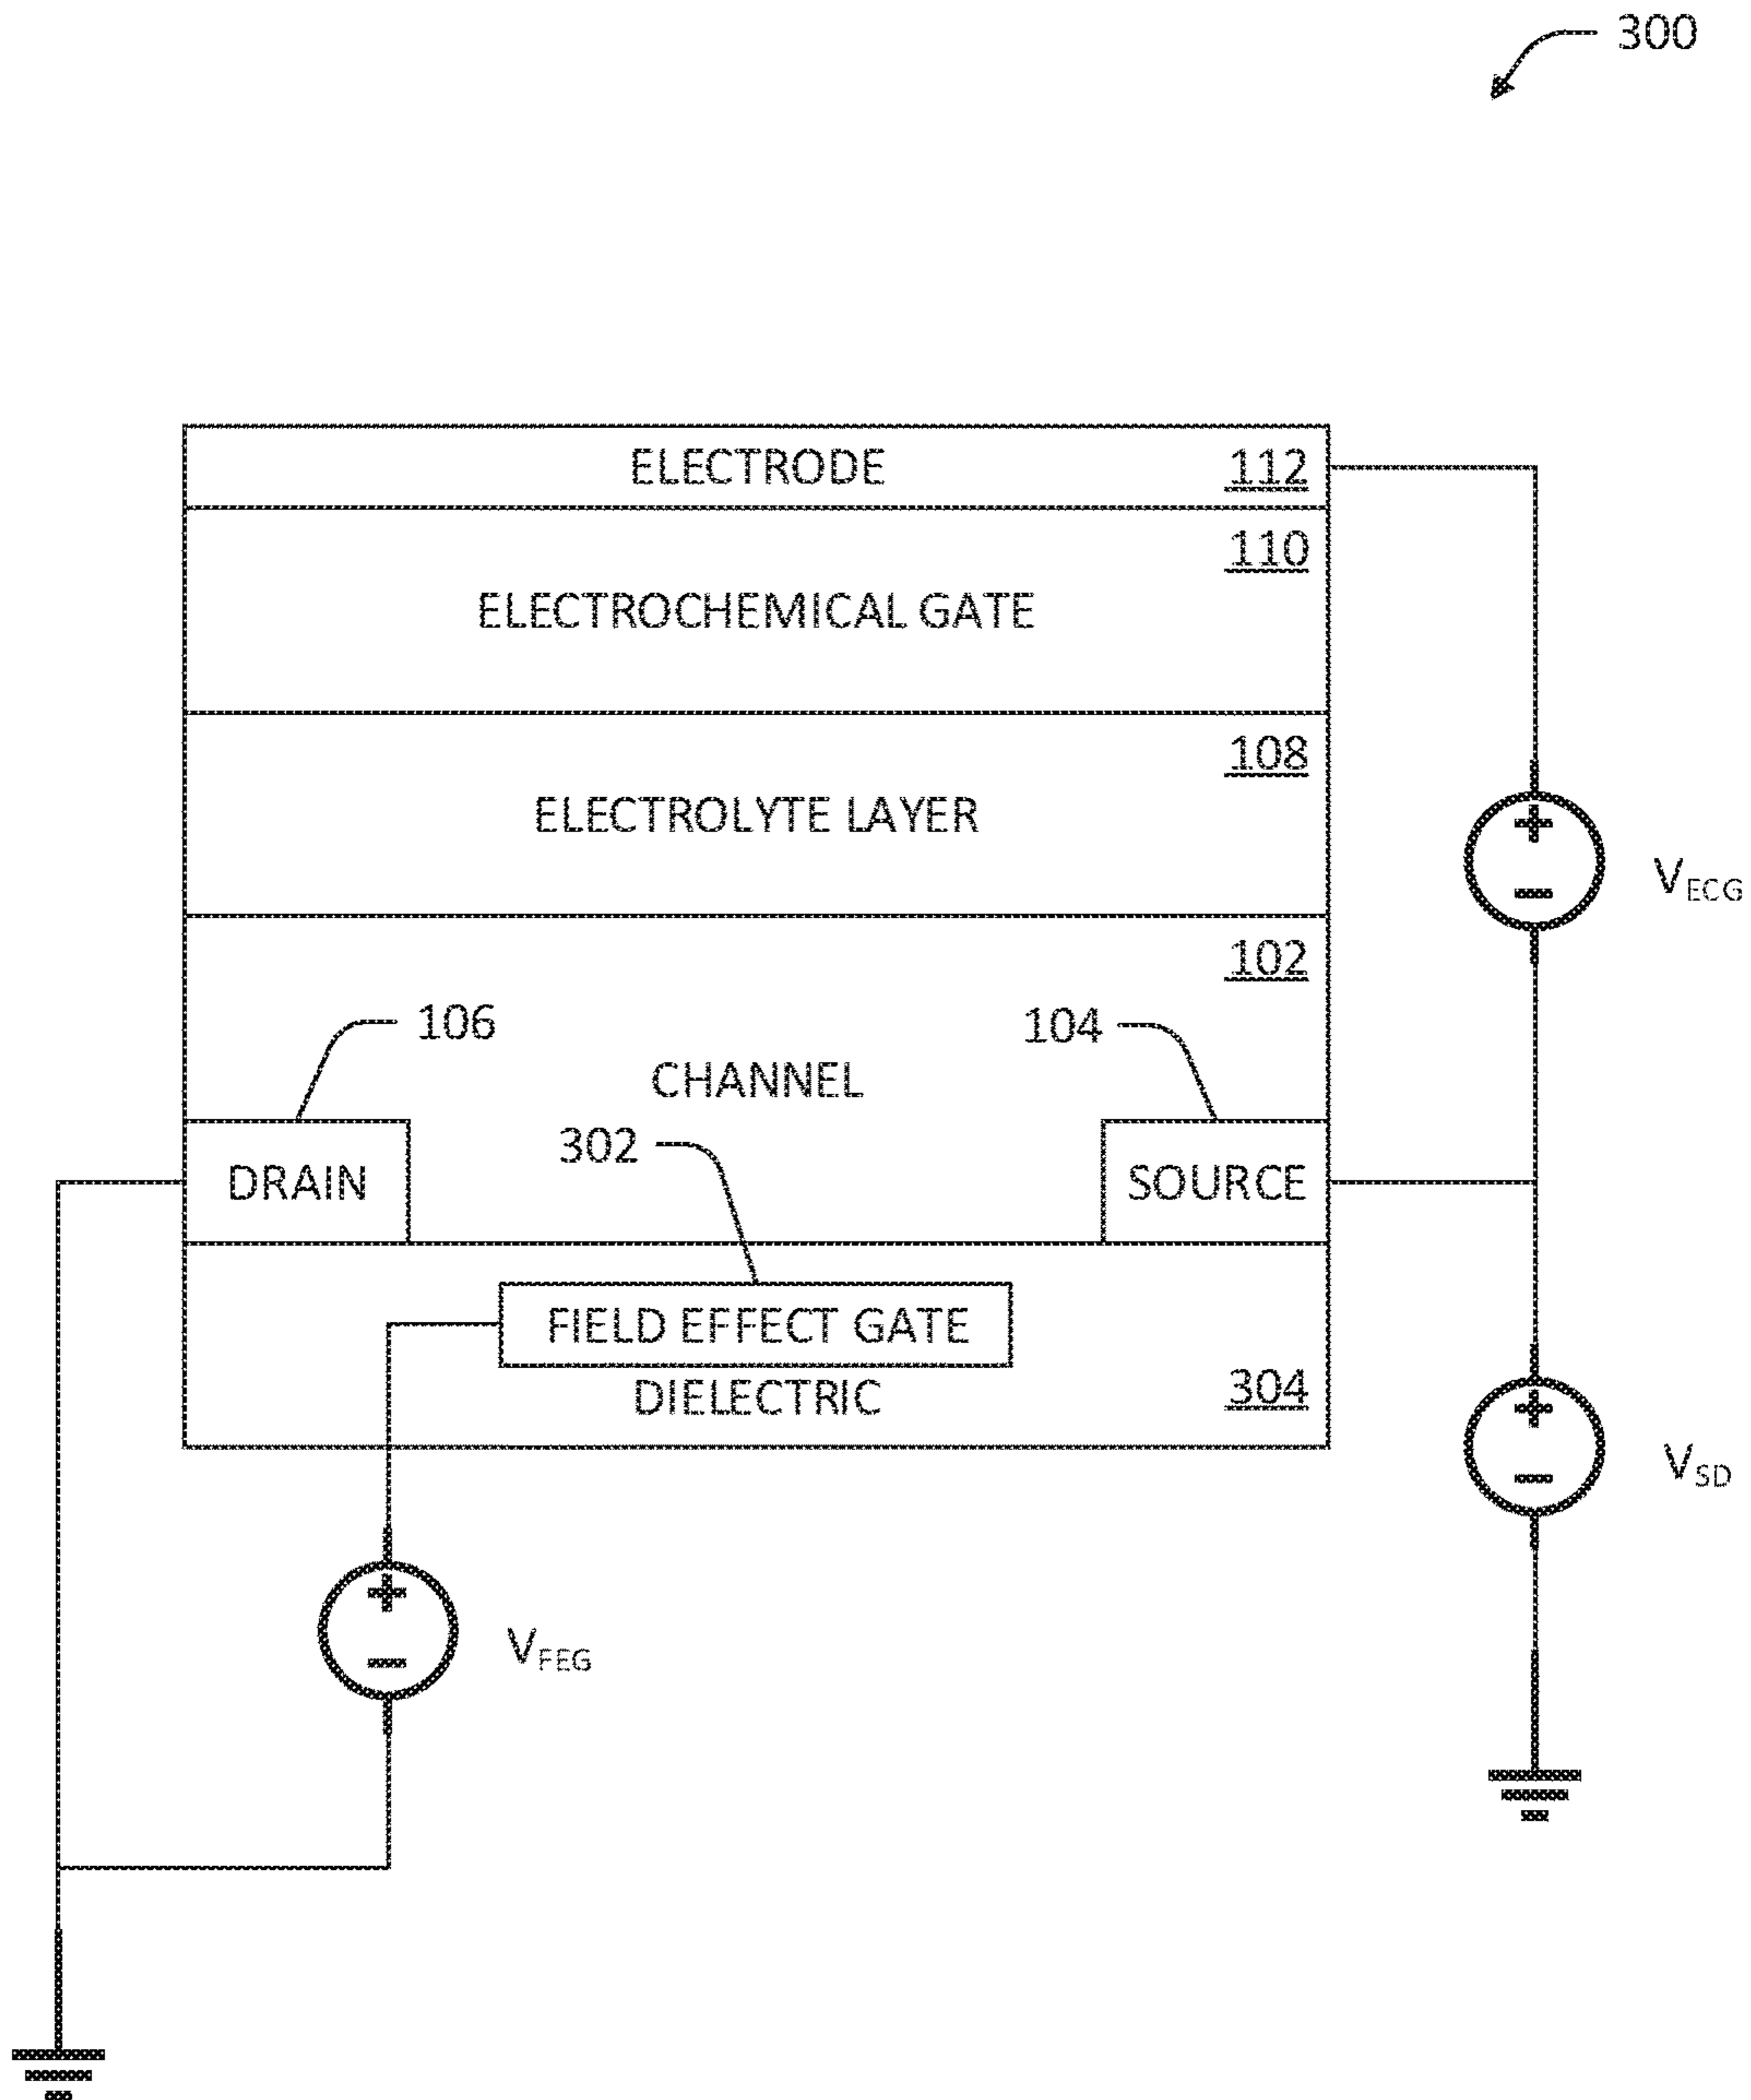 300
ELECTRODE 112
110
ELECTROCHEMICAL GATE
108
ELECTROLYTE LAYER
V_ECG
102
106
104
CHANNEL
302
DRAIN
SOURCE
FIELD EFFECT GATE
DIELECTRIC 304
V_SD
V_FEG